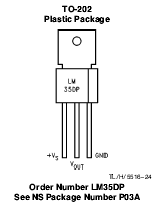 TO-202
Plastic Package
LM
35DP
+VS
VOUT
GND
TL/H/5516–24
Order Number LM35DP
See NS Package Number P03A